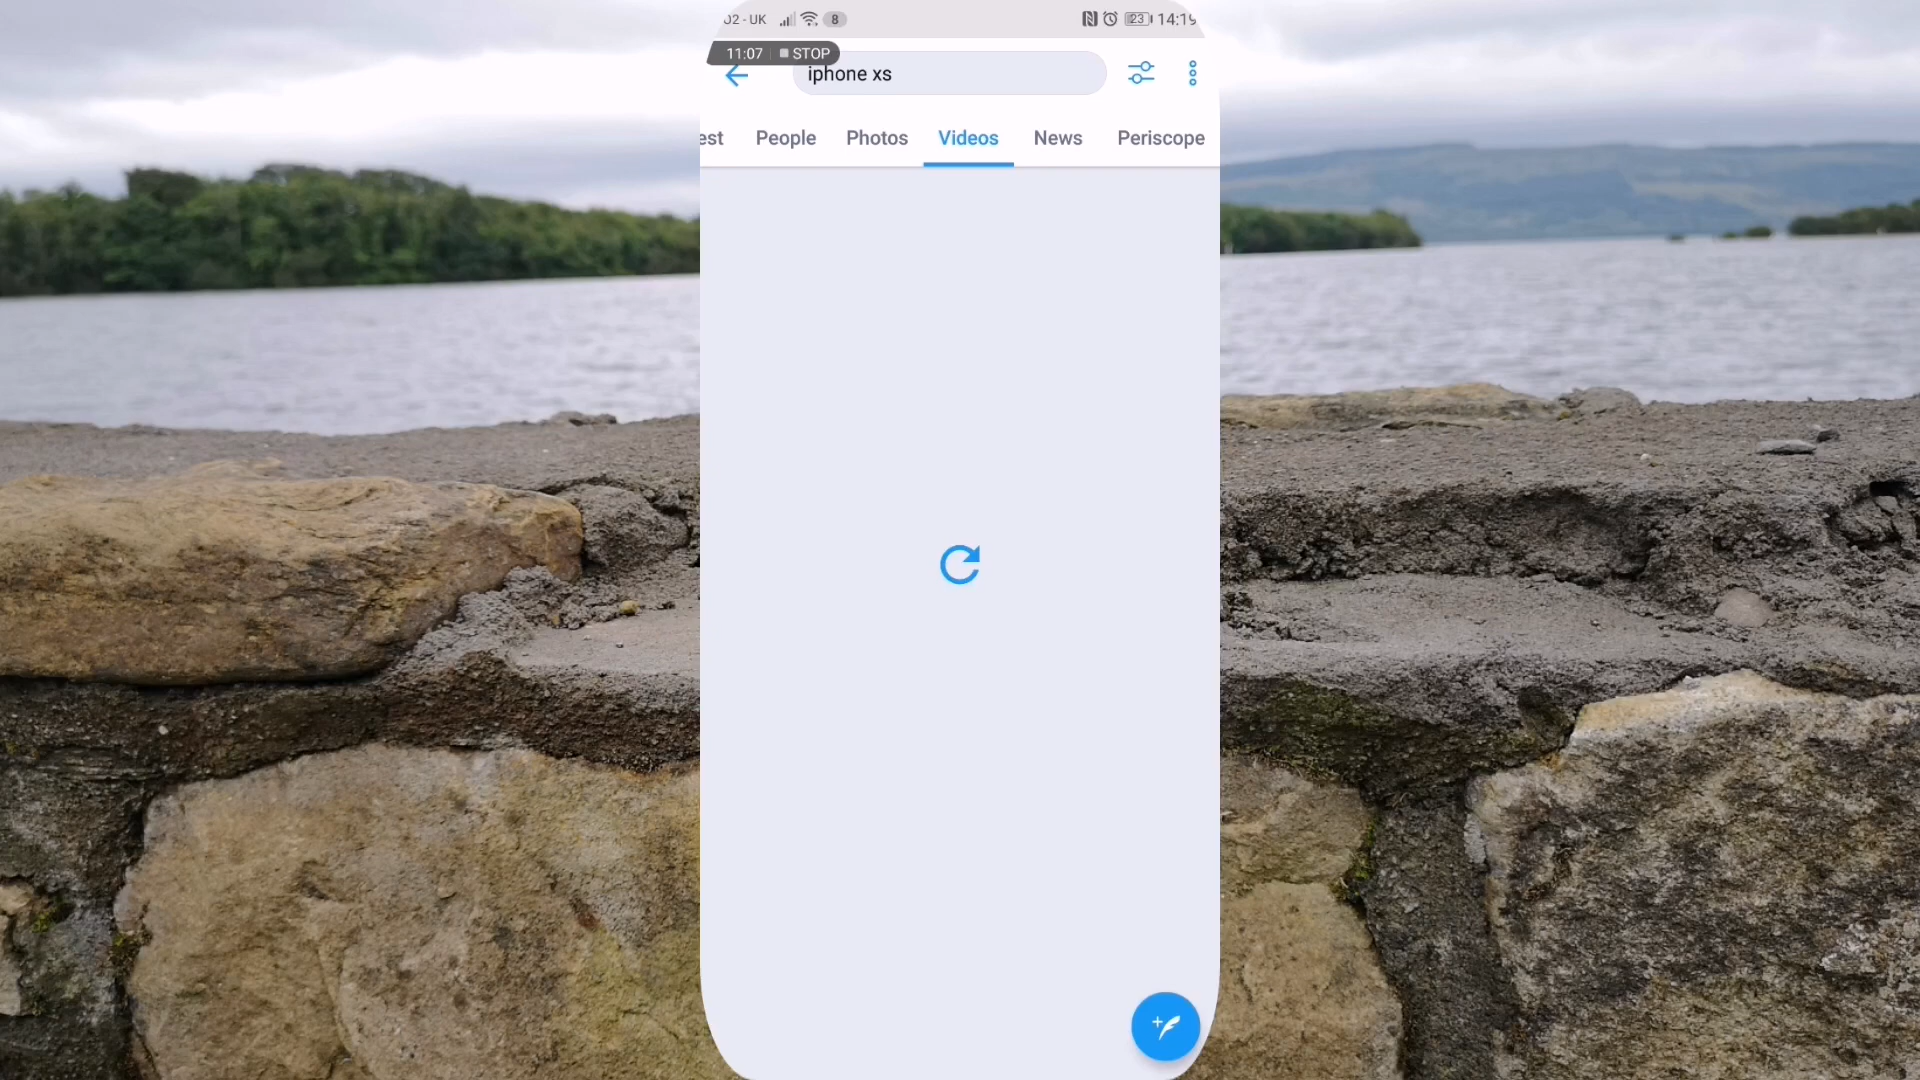 O2 - UK 8 23 14:19
11:07 STOP
iphone xs
est People Photos Videos News Periscope